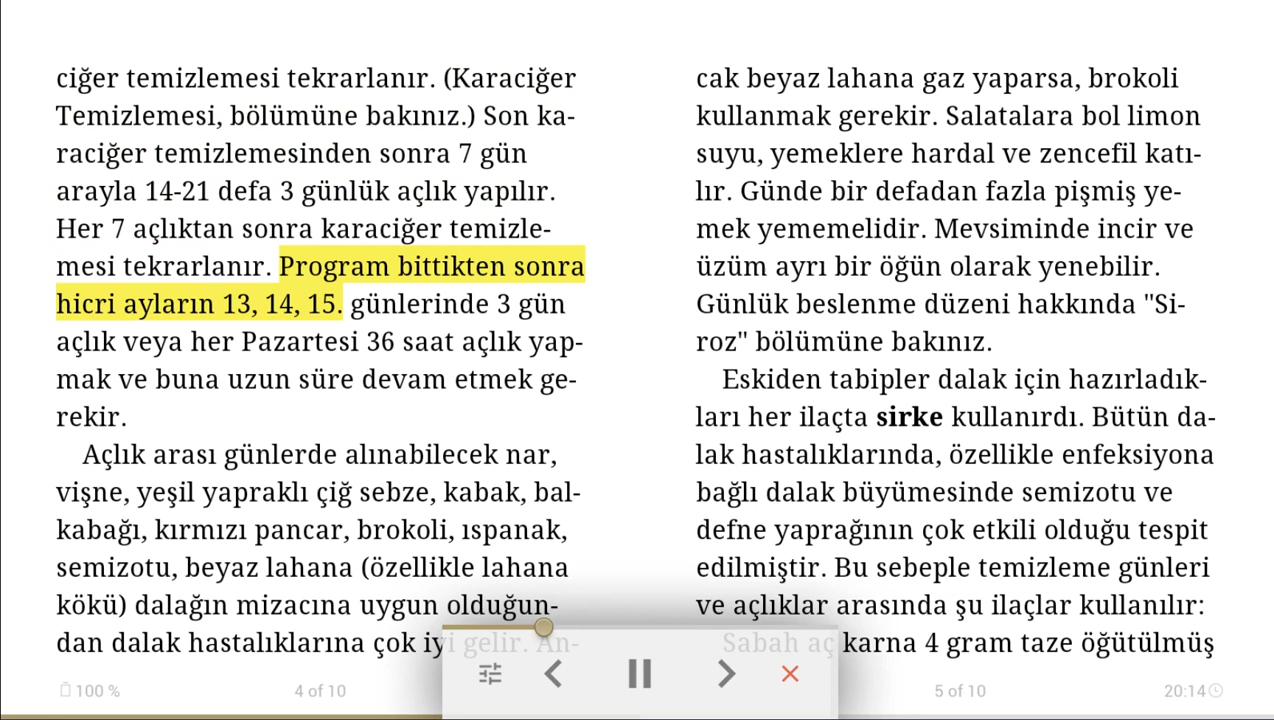 ciğer temizlemesi tekrarlanır. (Karaciğer
Temizlemesi, bölümüne bakınız.) Son ka-
raciğer temizlemesinden sonra 7 gün
arayla 14-21 defa 3 günlük açlık yapılır.
Her 7 açlıktan sonra karaciğer temizle-
mesi tekrarlanır. Program bittikten sonra
hicri ayların 13, 14, 15. günlerinde 3 gün
açlık veya her Pazartesi 36 saat açlık yap-
mak ve buna uzun süre devam etmek ge-
rekir.
Açlık arası günlerde alınabilecek nar,
vişne, yeşil yapraklı çiğ sebze, kabak, bal-
kabağı, kırmızı pancar, brokoli, ıspanak,
semizotu, beyaz lahana (özellikle lahana
kökü) dalağın mizacına uygun olduğun-
dan dalak hastalıklarına çok iyi gelir. An-
100 %
4 of 10
cak beyaz lahana gaz yaparsa, brokoli
kullanmak gerekir. Salatalara bol limon
suyu, yemeklere hardal ve zencefil katı-
lır. Günde bir defadan fazla pişmiş ye-
mek yememelidir. Mevsiminde incir ve
üzüm ayrı bir öğün olarak yenebilir.
Günlük beslenme düzeni hakkında "Si-
roz" bölümüne bakınız.
Eskiden tabipler dalak için hazırladık-
ları her ilaçta sirke kullanırdı. Bütün da-
lak hastalıklarında, özellikle enfeksiyona
bağlı dalak büyümesinde semizotu ve
defne yaprağının çok etkili olduğu tespit
edilmiştir. Bu sebeple temizleme günleri
ve açlıklar arasında şu ilaçlar kullanılır:
Sabah aç karna 4 gram taze öğütülmüş
5 of 10
20:14